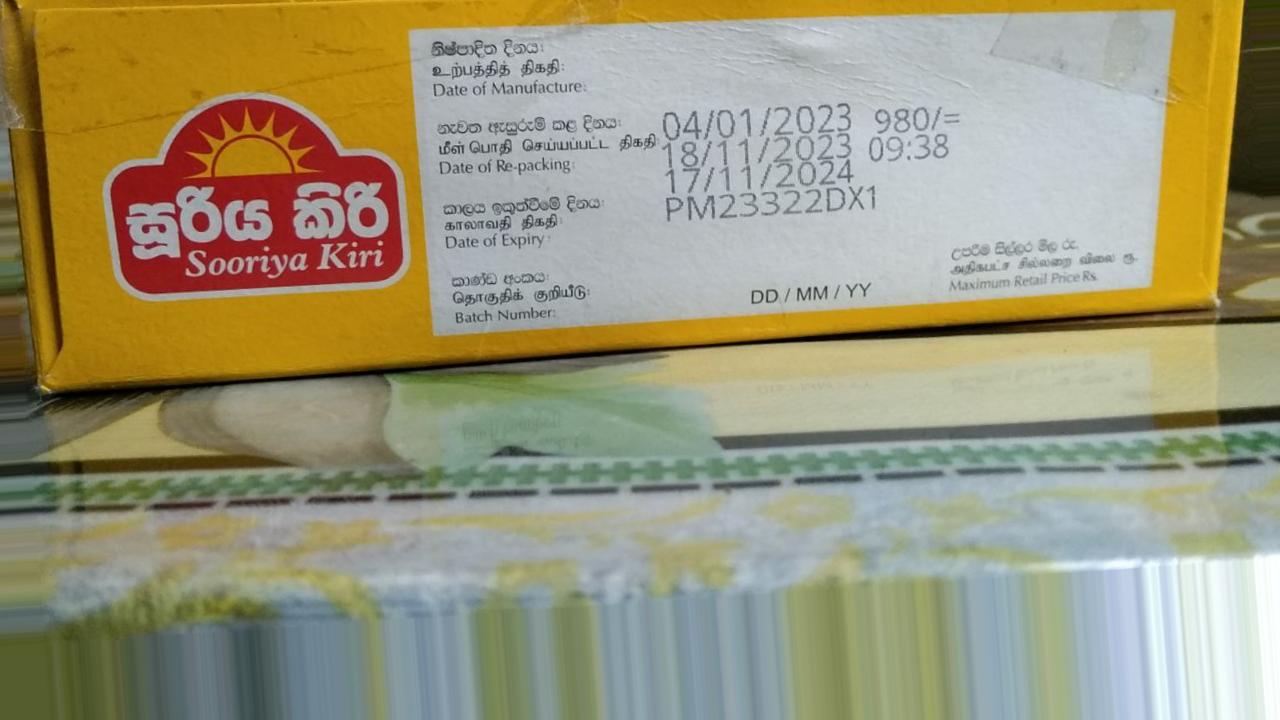 සූරිය කිරි
Sooriya Kiri
නිෂ්පාදිත දිනය:
உற்பத்தித் திகதி:
Date of Manufacture:
නැවත ඇසුරුම් කළ දිනය:
மீள் பொதி செய்யப்பட்ட திகதி:
Date of Re-packing:
කාලය ඉකුත්වීමේ දිනය:
காலாவதி திகதி:
Date of Expiry:
කාණ්ඩ අංකය:
தொகுதிக் குறியீடு:
Batch Number:
04/01/2023 980/=
18/11/2023 09:38
17/11/2024
PM23322DX1
DD / MM / YY
උපරිම සිල්ලර මිල රු.
அதிகபட்ச சில்லறை விலை ரூ.
Maximum Retail Price Rs.